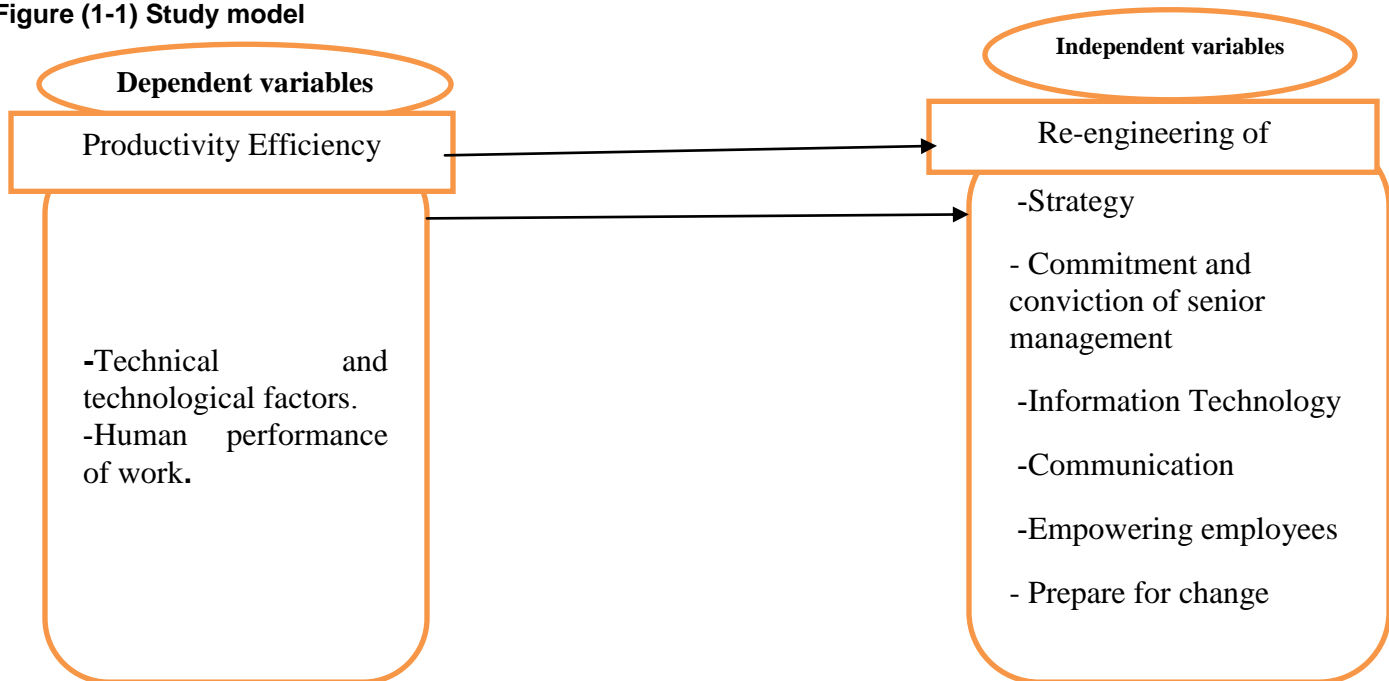 Figure (1-1) Study model
Dependent variables
Productivity Efficiency
-Technical and
technological factors.
-Human performance
of work.
Independent variables
Re-engineering of
-Strategy
- Commitment and
conviction of senior
management
-Information Technology
-Communication
-Empowering employees
- Prepare for change